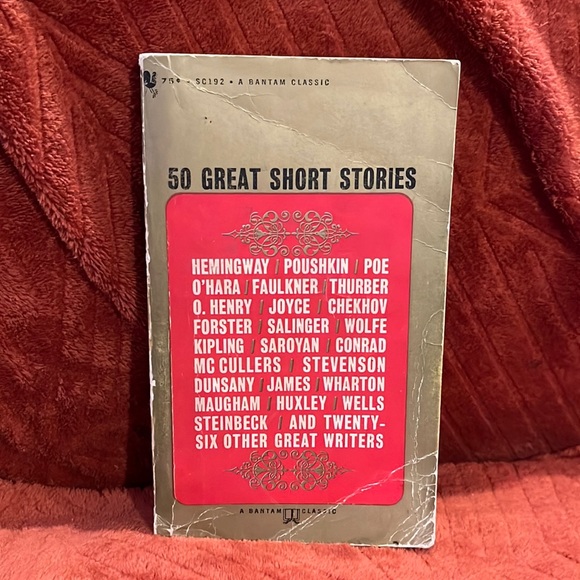 75¢ • SC192 • A BANTAM CLASSIC
50 GREAT SHORT STORIES
HEMINGWAY / POUSHKIN / POE
O'HARA / FAULKNER / THURBER
O. HENRY / JOYCE / CHEKHOV
FORSTER / SALINGER / WOLFE
KIPLING / SAROYAN / CONRAD
MC CULLERS / STEVENSON
DUNSANY / JAMES / WHARTON
MAUGHAM / HUXLEY / WELLS
STEINBECK / AND TWENTY-
SIX OTHER GREAT WRITERS
A BANTAM CLASSIC